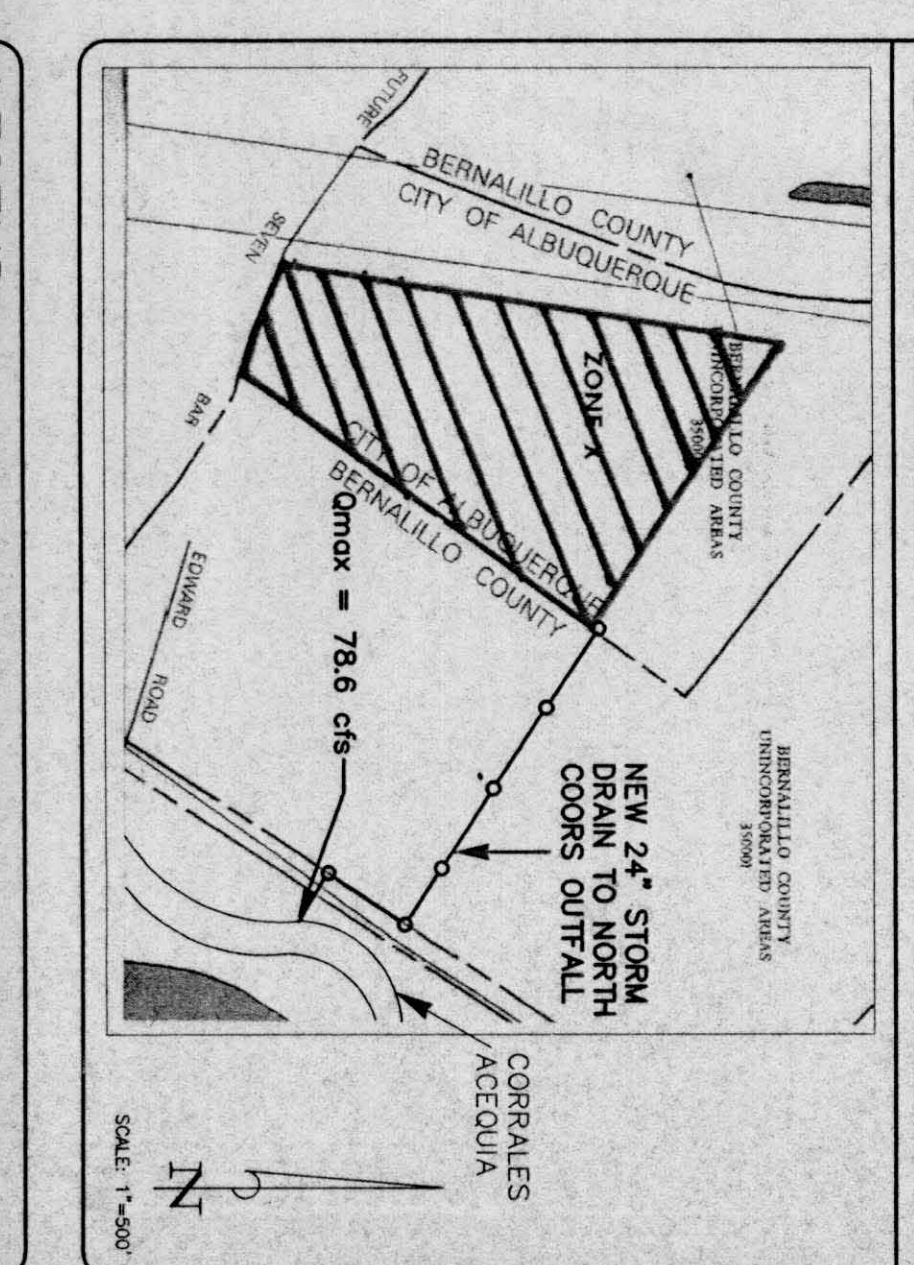 FUTURE
SEVEN
BAR
BERNALILLO COUNTY
CITY OF ALBUQUERQUE
ZONE X
BERNALILLO COUNTY
UNINCORPORATED AREAS
35000
CITY OF ALBUQUERQUE
BERNALILLO COUNTY
Qmax = 78.6 cfs
EDWARD ROAD
NEW 24" STORM
DRAIN TO NORTH
COORS OUTFALL
BERNALILLO COUNTY
UNINCORPORATED AREAS
350001
CORRALES
ACEQUIA
N
SCALE: 1"=500'